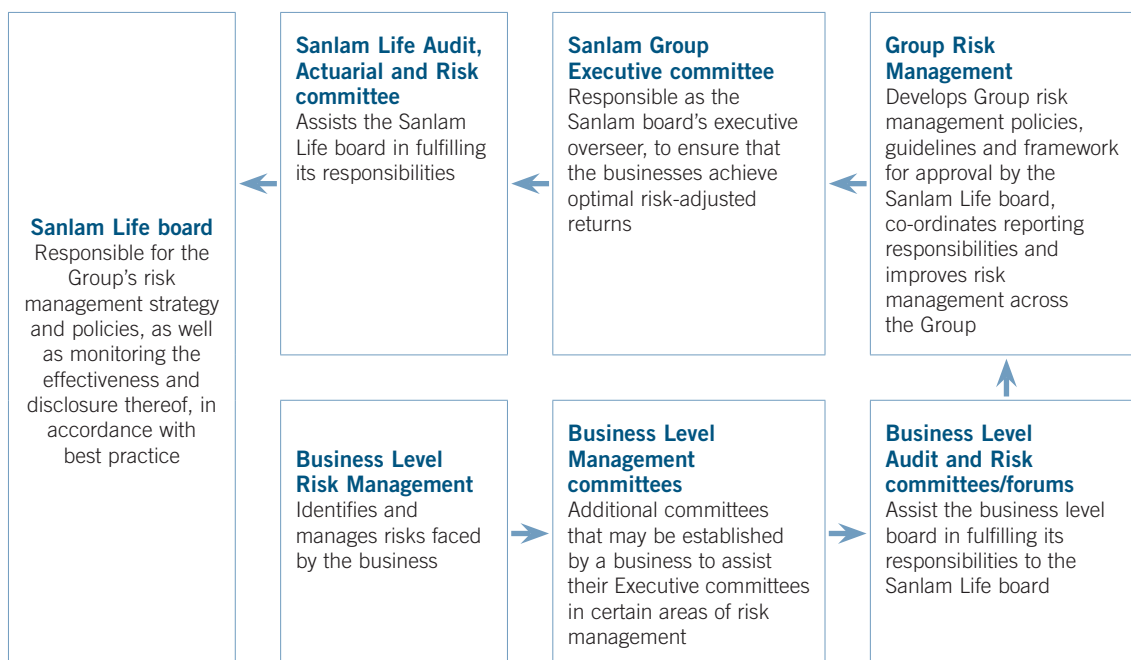 Sanlam Life board
Responsible for the
Group’s risk
management strategy
and policies, as well
as monitoring the
effectiveness and
disclosure thereof, in
accordance with
best practice
Sanlam Life Audit,
Actuarial and Risk
committee
Assists the Sanlam
Life board in fulfilling
its responsibilities
Sanlam Group
Executive committee
Responsible as the
Sanlam board’s executive
overseer, to ensure that
the businesses achieve
optimal risk-adjusted
returns
Group Risk
Management
Develops Group risk
management policies,
guidelines and framework
for approval by the
Sanlam Life board,
co-ordinates reporting
responsibilities and
improves risk
management across
the Group
Business Level
Risk Management
Identifies and
manages risks faced
by the business
Business Level
Management
committees
Additional committees
that may be established
by a business to assist
their Executive committees
in certain areas of risk
management
Business Level
Audit and Risk
committees/forums
Assist the business level
board in fulfilling its
responsibilities to the
Sanlam Life board